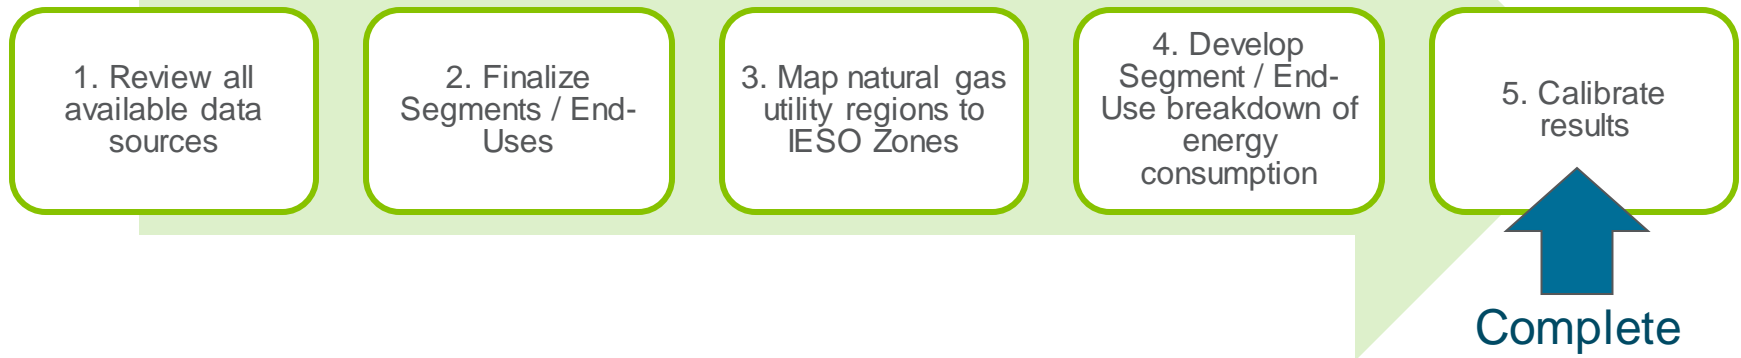 1. Review all
available data
sources
2. Finalize
Segments / End-
Uses
3. Map natural gas
utility regions to
IESO Zones
4. Develop
Segment / End-
Use breakdown of
energy
consumption
5. Calibrate
results
Complete